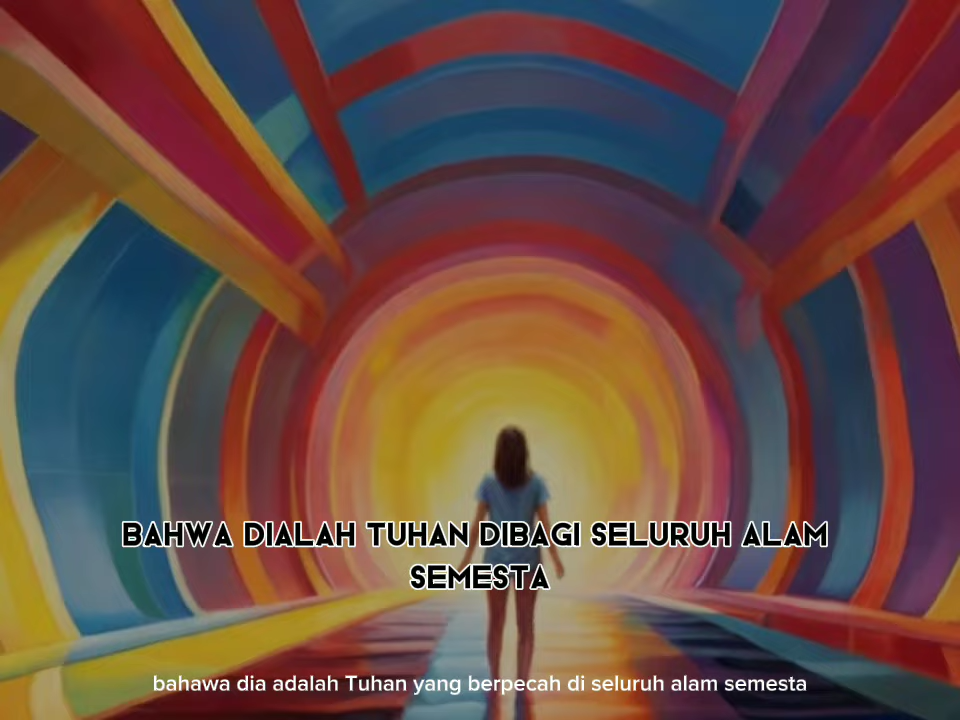 BAHWA DIALAH TUHAN DIBAGI SELURUH ALAM
SEMESTA
bahawa dia adalah Tuhan yang berpecah di seluruh alam semesta